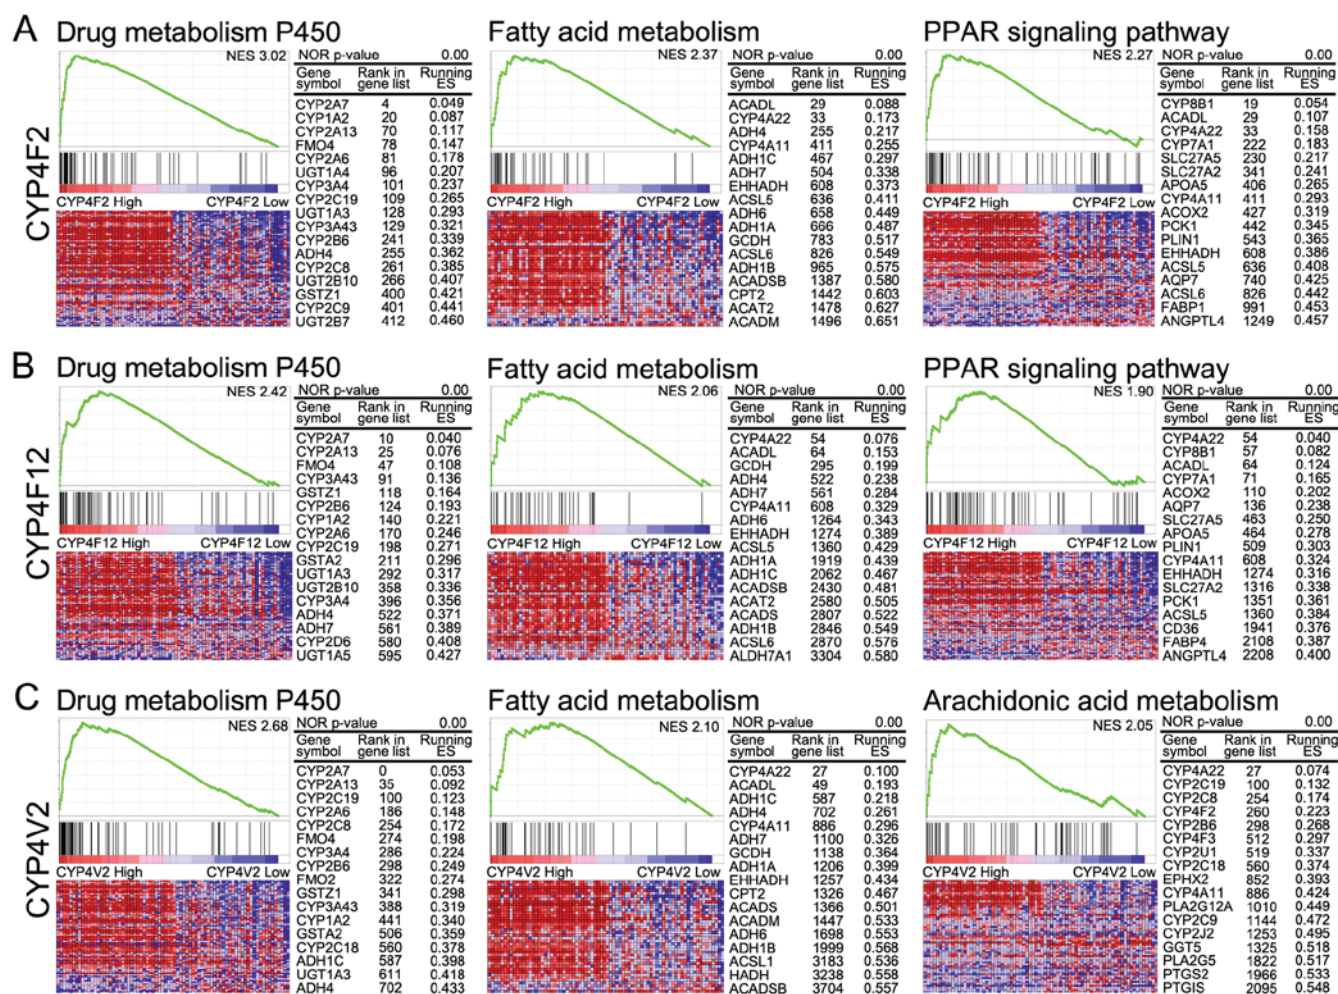 A
Drug metabolism P450
Fatty acid metabolism
PPAR signaling pathway
CYP4F2
NES 3.02
CYP4F2 High CYP4F2 Low
NOR p-value 0.00
Gene symbol Rank in gene list Running ES
CYP2A7 4 0.049
CYP1A2 20 0.087
CYP2A13 70 0.117
FMO4 78 0.147
CYP2A6 81 0.178
UGT1A4 96 0.207
CYP3A4 101 0.237
CYP2C19 109 0.265
UGT1A3 128 0.293
CYP3A43 129 0.321
CYP2B6 241 0.339
ADH4 255 0.362
CYP2C8 261 0.385
UGT2B10 266 0.407
GSTZ1 400 0.421
CYP2C9 401 0.441
UGT2B7 412 0.460
NES 2.37
CYP4F2 High CYP4F2 Low
NOR p-value 0.00
Gene symbol Rank in gene list Running ES
ACADL 29 0.088
CYP4A22 33 0.173
ADH4 255 0.217
CYP4A11 411 0.255
ADH1C 467 0.297
ADH7 504 0.338
EHHADH 608 0.373
ACSL5 636 0.411
ADH6 658 0.449
ADH1A 666 0.487
GCDH 783 0.517
ACSL6 826 0.549
ADH1B 965 0.575
ACADSB 1387 0.580
CPT2 1442 0.603
ACAT2 1478 0.627
ACADM 1496 0.651
NES 2.27
CYP4F2 High CYP4F2 Low
NOR p-value 0.00
Gene symbol Rank in gene list Running ES
CYP8B1 19 0.054
ACADL 29 0.107
CYP4A22 33 0.158
CYP7A1 222 0.183
SLC27A5 230 0.217
SLC27A2 341 0.241
APOA5 406 0.265
CYP4A11 411 0.293
ACOX2 427 0.319
PCK1 442 0.345
PLIN1 543 0.365
EHHADH 608 0.386
ACSL5 636 0.408
AQP7 740 0.425
ACSL6 826 0.442
FABP1 991 0.453
ANGPTL4 1249 0.457
B
Drug metabolism P450
Fatty acid metabolism
PPAR signaling pathway
CYP4F12
NES 2.42
CYP4F12 High CYP4F12 Low
NOR p-value 0.00
Gene symbol Rank in gene list Running ES
CYP2A7 10 0.040
CYP2A13 25 0.076
FMO4 47 0.108
CYP3A43 91 0.136
GSTZ1 118 0.164
CYP2B6 124 0.193
CYP1A2 140 0.221
CYP2A6 170 0.246
CYP2C19 198 0.271
GSTA2 211 0.296
UGT1A3 292 0.317
UGT2B10 358 0.336
CYP3A4 396 0.356
ADH4 522 0.371
ADH7 561 0.389
CYP2D6 580 0.408
UGT1A5 595 0.427
NES 2.06
CYP4F12 High CYP4F12 Low
NOR p-value 0.00
Gene symbol Rank in gene list Running ES
CYP4A22 54 0.076
ACADL 64 0.153
GCDH 295 0.199
ADH4 522 0.238
ADH7 561 0.284
CYP4A11 608 0.329
ADH6 1264 0.343
EHHADH 1274 0.389
ACSL5 1360 0.429
ADH1A 1919 0.439
ADH1C 2062 0.467
ACADSB 2430 0.481
ACAT2 2580 0.505
ACADS 2807 0.522
ADH1B 2846 0.549
ACSL6 2870 0.576
ALDH7A1 3304 0.580
NES 1.90
CYP4F12 High CYP4F12 Low
NOR p-value 0.00
Gene symbol Rank in gene list Running ES
CYP4A22 54 0.040
CYP8B1 57 0.082
ACADL 64 0.124
CYP7A1 71 0.165
ACOX2 110 0.202
AQP7 136 0.238
SLC27A5 463 0.250
APOA5 464 0.278
PLIN1 509 0.303
CYP4A11 608 0.324
EHHADH 1274 0.316
SLC27A2 1316 0.338
PCK1 1351 0.361
ACSL5 1360 0.384
CD36 1941 0.376
FABP4 2108 0.387
ANGPTL4 2208 0.400
C
Drug metabolism P450
Fatty acid metabolism
Arachidonic acid metabolism
CYP4V2
NES 2.68
CYP4V2 High CYP4V2 Low
NOR p-value 0.00
Gene symbol Rank in gene list Running ES
CYP2A7 0 0.053
CYP2A13 35 0.092
CYP2C19 100 0.123
CYP2A6 186 0.148
CYP2C8 254 0.172
FMO4 274 0.198
CYP3A4 286 0.224
CYP2B6 298 0.249
FMO2 322 0.274
GSTZ1 341 0.298
CYP3A43 388 0.319
CYP1A2 441 0.340
GSTA2 506 0.359
CYP2C18 560 0.378
ADH1C 587 0.398
UGT1A3 611 0.418
ADH4 702 0.433
NES 2.10
CYP4V2 High CYP4V2 Low
NOR p-value 0.00
Gene symbol Rank in gene list Running ES
CYP4A22 27 0.100
ACADL 49 0.193
ADH1C 587 0.218
ADH4 702 0.261
CYP4A11 886 0.296
ADH7 1100 0.326
GCDH 1138 0.364
ADH1A 1206 0.399
EHHADH 1257 0.434
CPT2 1326 0.467
ACADS 1366 0.501
ACADM 1447 0.533
ADH6 1698 0.553
ADH1B 1999 0.568
ACSL1 3183 0.536
HADH 3238 0.558
ACADSB 3704 0.557
NES 2.05
CYP4V2 High CYP4V2 Low
NOR p-value 0.00
Gene symbol Rank in gene list Running ES
CYP4A22 27 0.074
CYP2C19 100 0.132
CYP2C8 254 0.174
CYP4F2 260 0.223
CYP2B6 298 0.268
CYP4F3 512 0.297
CYP2U1 519 0.337
CYP2C18 560 0.374
EPHX2 852 0.393
CYP4A11 886 0.424
PLA2G12A 1010 0.449
CYP2C9 1144 0.472
CYP2J2 1253 0.495
GGT5 1325 0.518
PLA2G5 1822 0.517
PTGS2 1966 0.533
PTGIS 2095 0.548